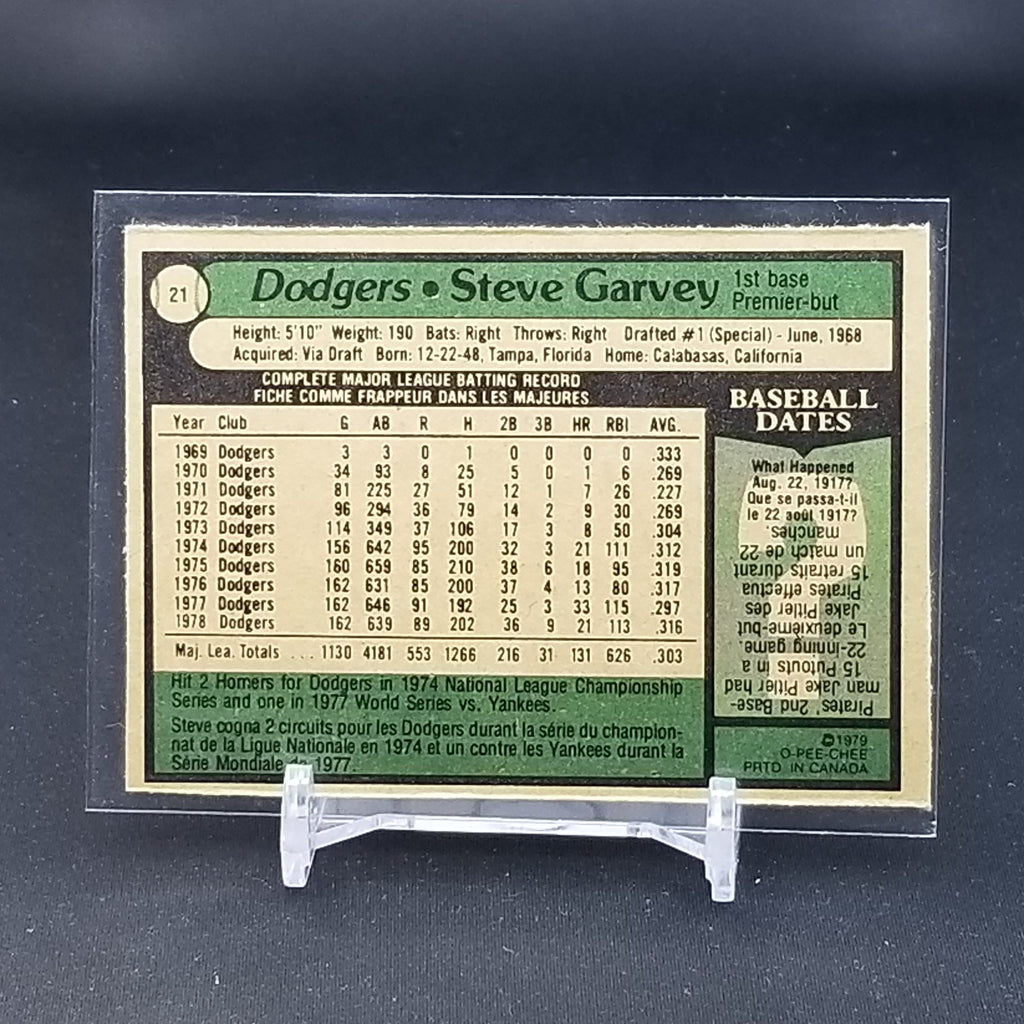 21
Dodgers • Steve Garvey
1st base
Premier-but
Height: 5'10" Weight: 190 Bats: Right Throws: Right Drafted #1 (Special) - June, 1968
Acquired: Via Draft Born: 12-22-48, Tampa, Florida Home: Calabasas, California
COMPLETE MAJOR LEAGUE BATTING RECORD
FICHE COMME FRAPPEUR DANS LES MAJEURES
Year Club G AB R H 2B 3B HR RBI AVG.
1969 Dodgers 3 3 0 1 0 0 0 0 .333
1970 Dodgers 34 93 8 25 5 0 1 6 .269
1971 Dodgers 81 225 27 51 12 1 7 26 .227
1972 Dodgers 96 294 36 79 14 2 9 30 .269
1973 Dodgers 114 349 37 106 17 3 8 50 .304
1974 Dodgers 156 642 95 200 32 3 21 111 .312
1975 Dodgers 160 659 85 210 38 6 18 95 .319
1976 Dodgers 162 631 85 200 37 4 13 80 .317
1977 Dodgers 162 646 91 192 25 3 33 115 .297
1978 Dodgers 162 639 89 202 36 9 21 113 .316
Maj. Lea. Totals ... 1130 4181 553 1266 216 31 131 626 .303
Hit 2 Homers for Dodgers in 1974 National League Championship
Series and one in 1977 World Series vs. Yankees.
Steve cogna 2 circuits pour les Dodgers durant la série du champion-
nat de la Ligue Nationale en 1974 et un contre les Yankees durant la
Série Mondiale de 1977.
BASEBALL
DATES
What Happened
Aug. 22, 1917?
Que se passa-t-il
le 22 août 1917?
Pirates' 2nd Base-
man Jake Pitler had
15 Putouts in a
22-inning game.
Le deuxième-but
Jake Pitler des
Pirates effectua
15 retraits durant
un match de 22
manches.
© 1979
O-PEE-CHEE
PRTD IN CANADA